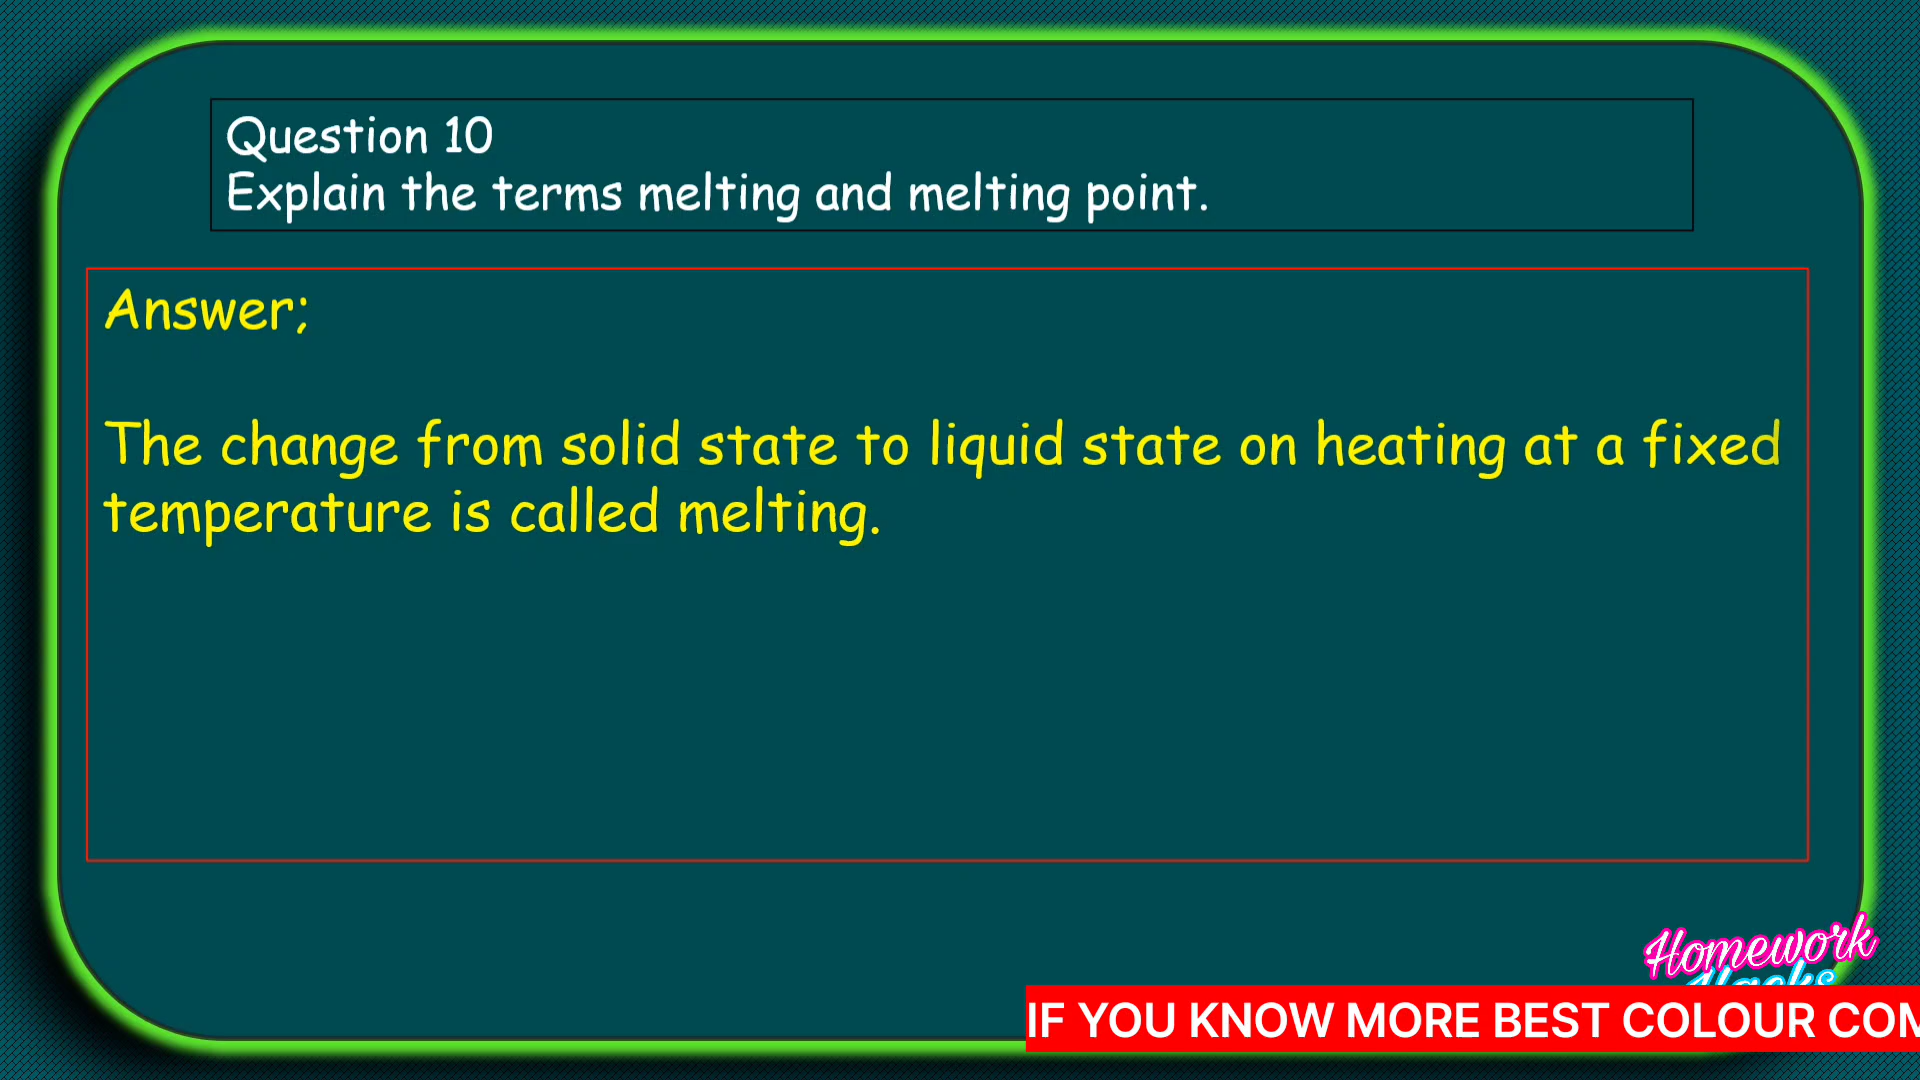 Question 10
Explain the terms melting and melting point.
Answer;
The change from solid state to liquid state on heating at a fixed
temperature is called melting.
Homework
Hacks
IF YOU KNOW MORE BEST COLOUR